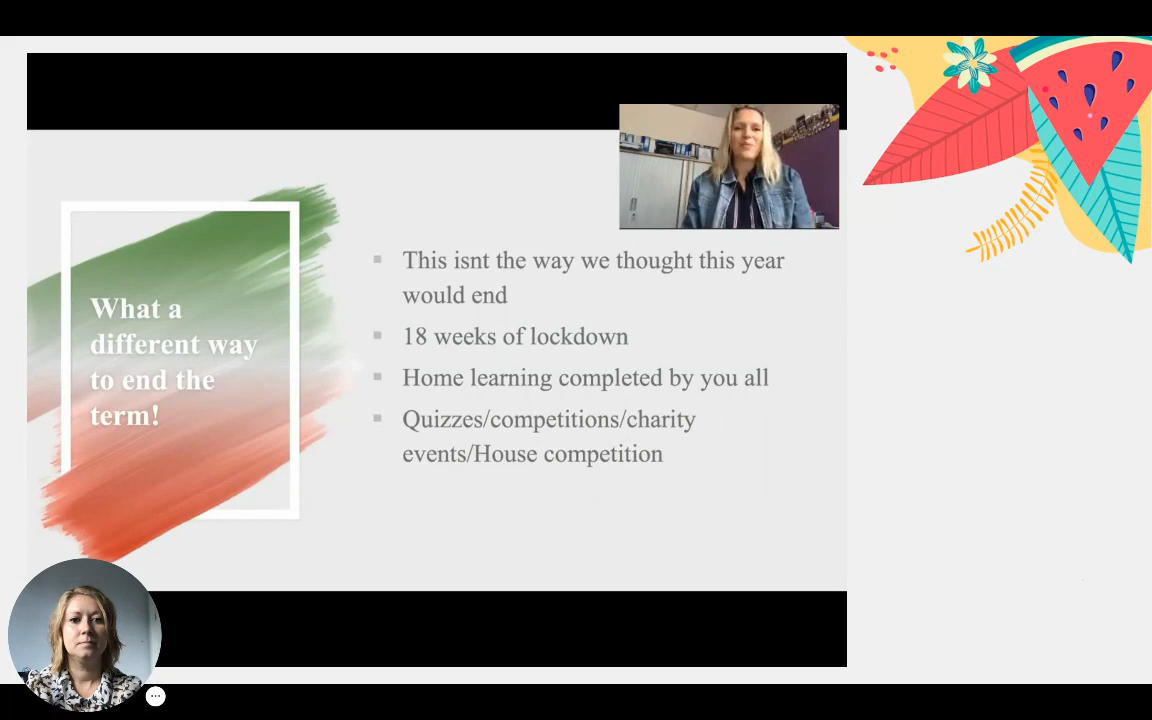 What a
different way
to end the
term!
This isnt the way we thought this year
would end
18 weeks of lockdown
Home learning completed by you all
Quizzes/competitions/charity
events/House competition